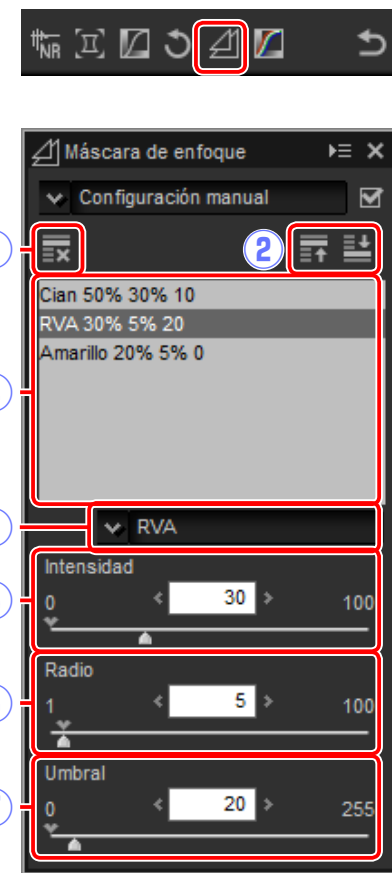 NR
Máscara de enfoque
Configuración manual
2
Cian 50% 30% 10
RVA 30% 5% 20
Amarillo 20% 5% 0
RVA
Intensidad
0 30 100
Radio
1 5 100
Umbral
0 20 255